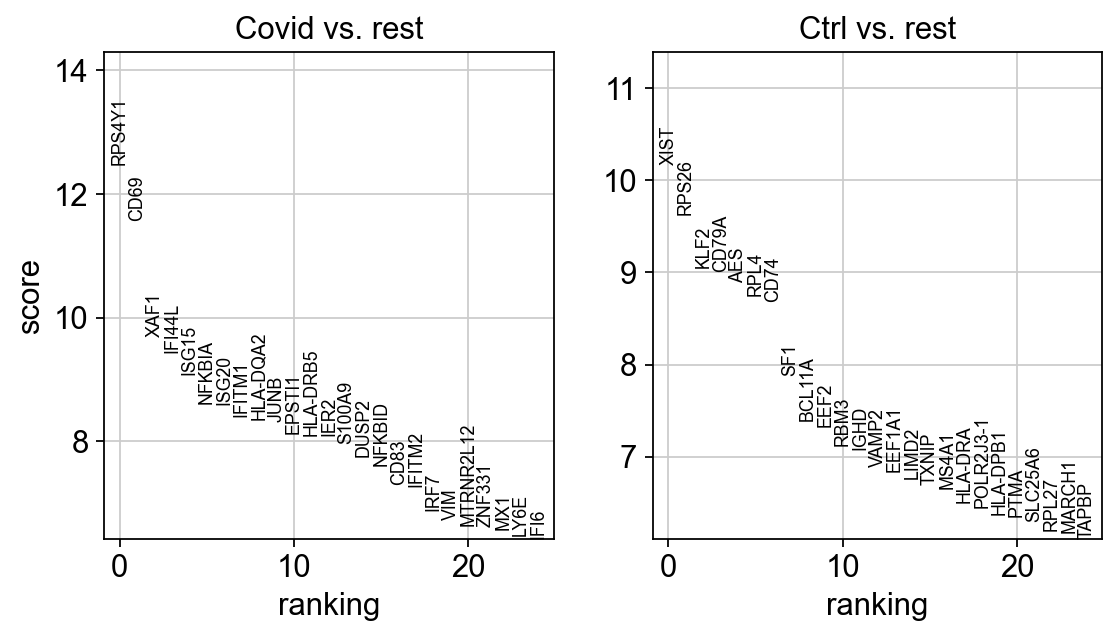 Covid vs. rest
14
12
10
8
score
RPS4Y1
CD69
XAF1
IFI44L
ISG15
NFKBIA
ISG20
IFITM1
HLA-DQA2
JUNB
EPSTI1
HLA-DRB5
IER2
S100A9
DUSP2
NFKBID
CD83
IFITM2
IRF7
VIM
MTRNR2L12
ZNF331
MX1
LY6E
IFI6
0
10
20
ranking
Ctrl vs. rest
11
10
9
8
7
XIST
RPS26
KLF2
CD79A
AES
RPL4
CD74
SF1
BCL11A
EEF2
RBM3
IGHD
VAMP2
EEF1A1
LIMD2
TXNIP
MS4A1
HLA-DRA
POLR2J3-1
HLA-DPB1
PTMA
SLC25A6
RPL27
MARCH1
TAPBP
0
10
20
ranking